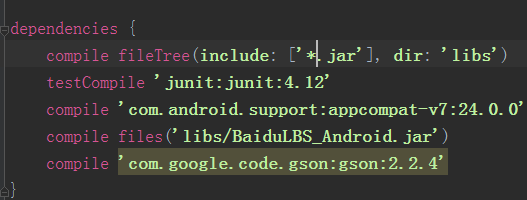 dependencies {
compile fileTree(include: ['*.jar'], dir: 'libs')
testCompile 'junit:junit:4.12'
compile 'com.android.support:appcompat-v7:24.0.0'
compile files('libs/BaiduLBS_Android.jar')
compile 'com.google.code.gson:gson:2.2.4'
}